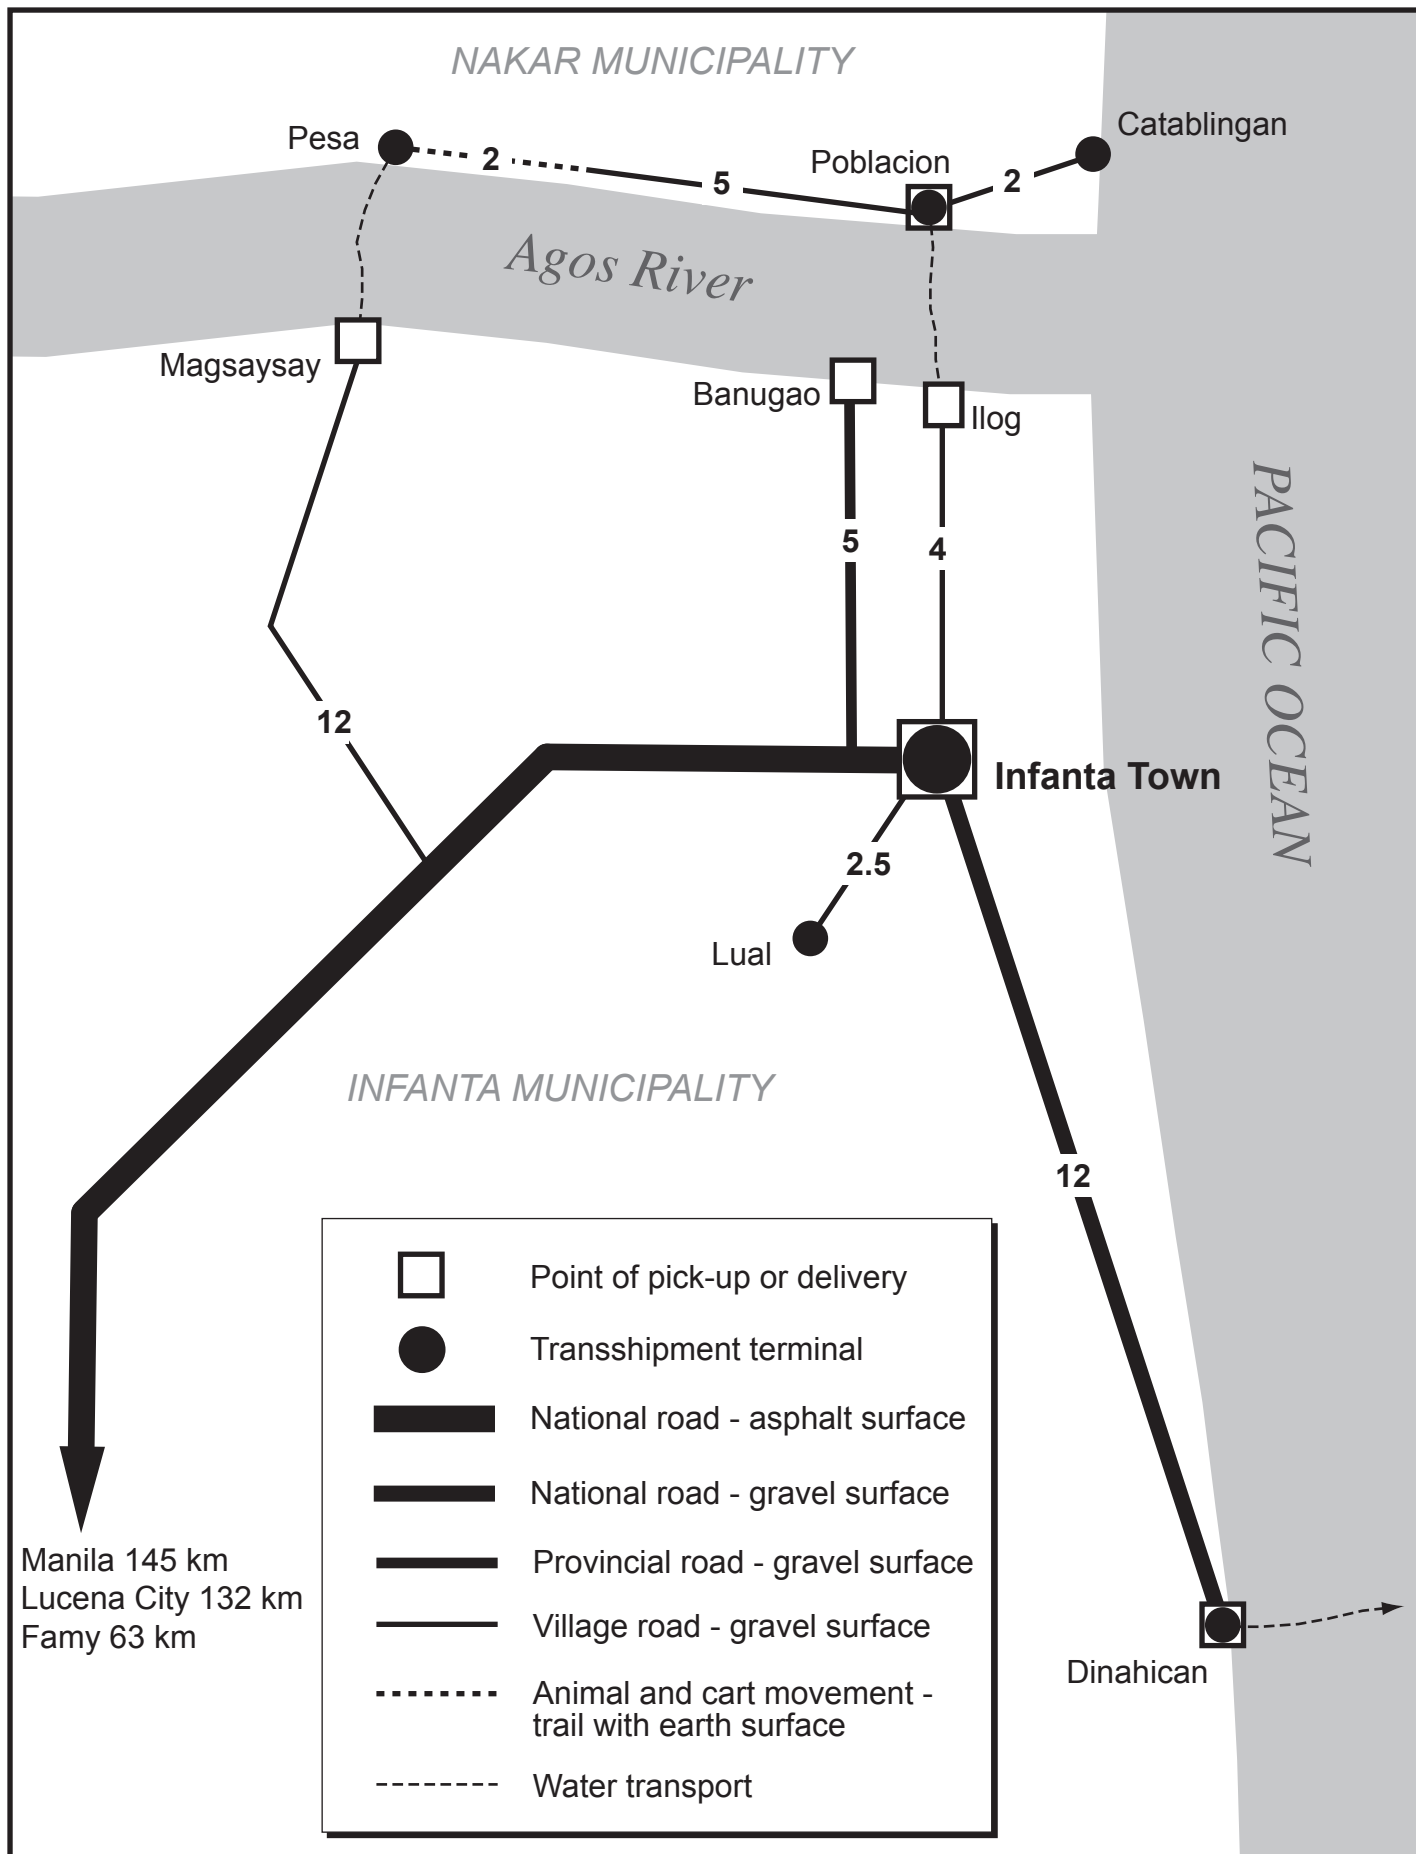 NAKAR MUNICIPALITY
Catablingan
Pesa
2
Poblacion
5
2
Agos River
Magsaysay
Banugao
Ilog
PACIFIC OCEAN
5
4
12
Infanta Town
2.5
Lual
INFANTA MUNICIPALITY
12
Point of pick-up or delivery
Transshipment terminal
National road - asphalt surface
National road - gravel surface
Provincial road - gravel surface
Village road - gravel surface
Animal and cart movement -
trail with earth surface
Water transport
Manila 145 km
Lucena City 132 km
Famy 63 km
Dinahican